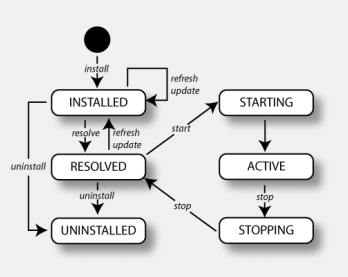 install
refresh
update
INSTALLED
STARTING
resolve
refresh
update
start
uninstall
RESOLVED
ACTIVE
uninstall
stop
stop
UNINSTALLED
STOPPING